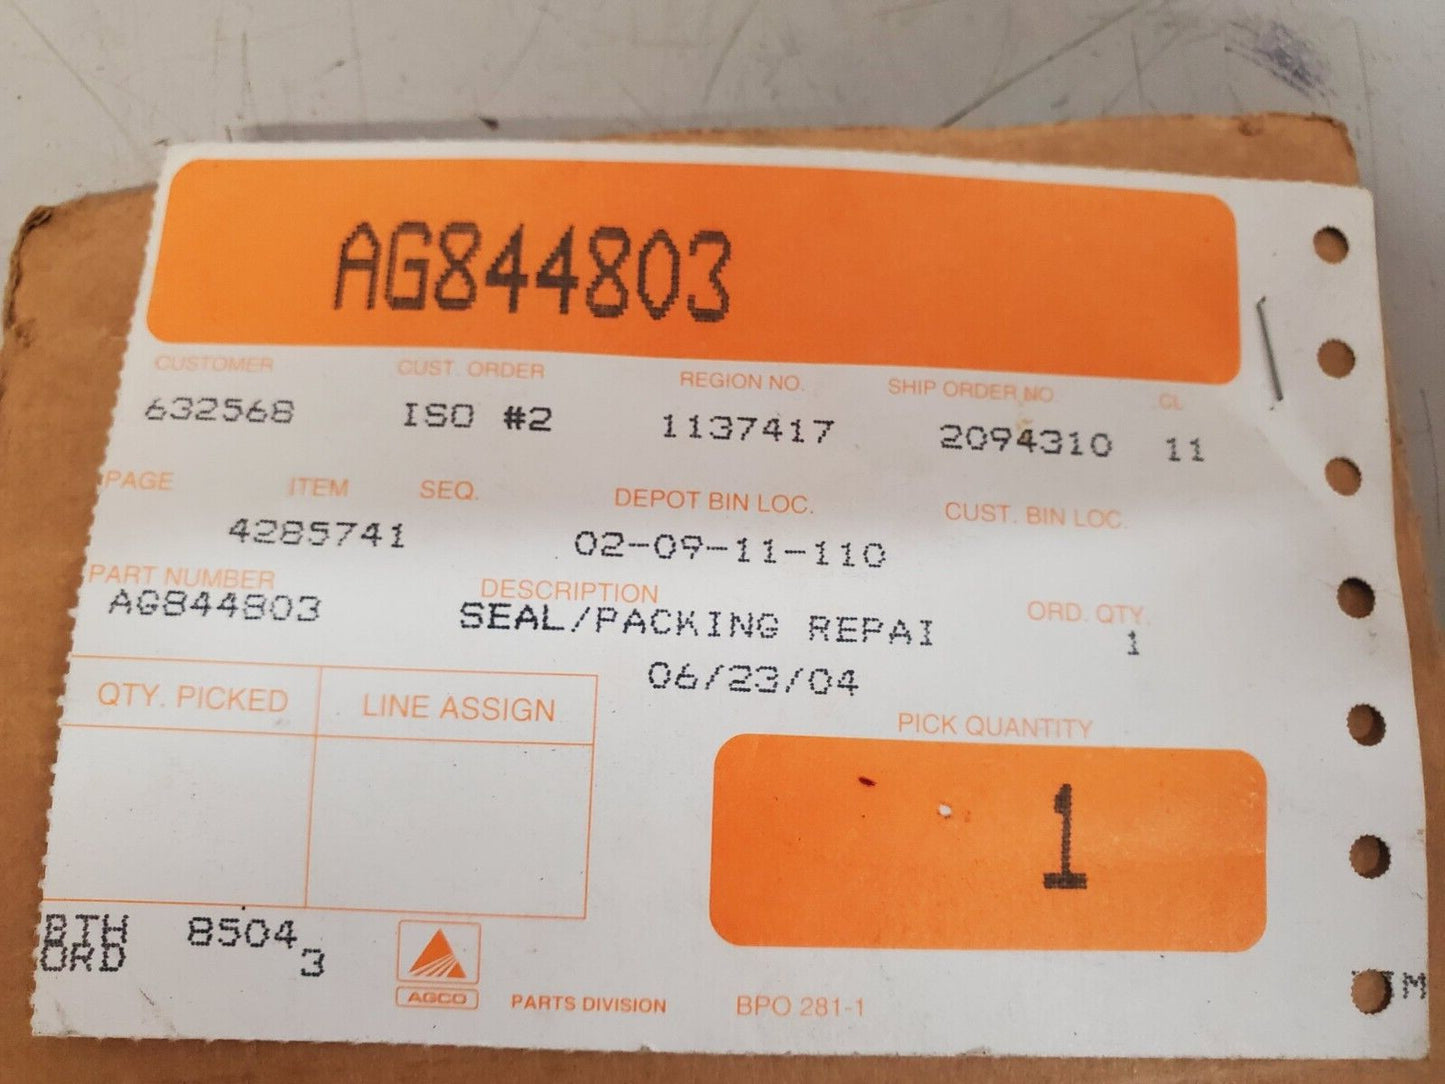 AG844803
CUSTOMER CUST. ORDER REGION NO. SHIP ORDER NO. CL
632568 ISO #2 1137417 2094310 11
PAGE ITEM SEQ. DEPOT BIN LOC. CUST. BIN LOC.
4285741 02-09-11-110
PART NUMBER DESCRIPTION ORD. QTY.
AG844803 SEAL/PACKING REPAI 1
06/23/04
QTY. PICKED LINE ASSIGN
PICK QUANTITY
1
BTH 8504
ORD 3
AGCO PARTS DIVISION BPO 281-1